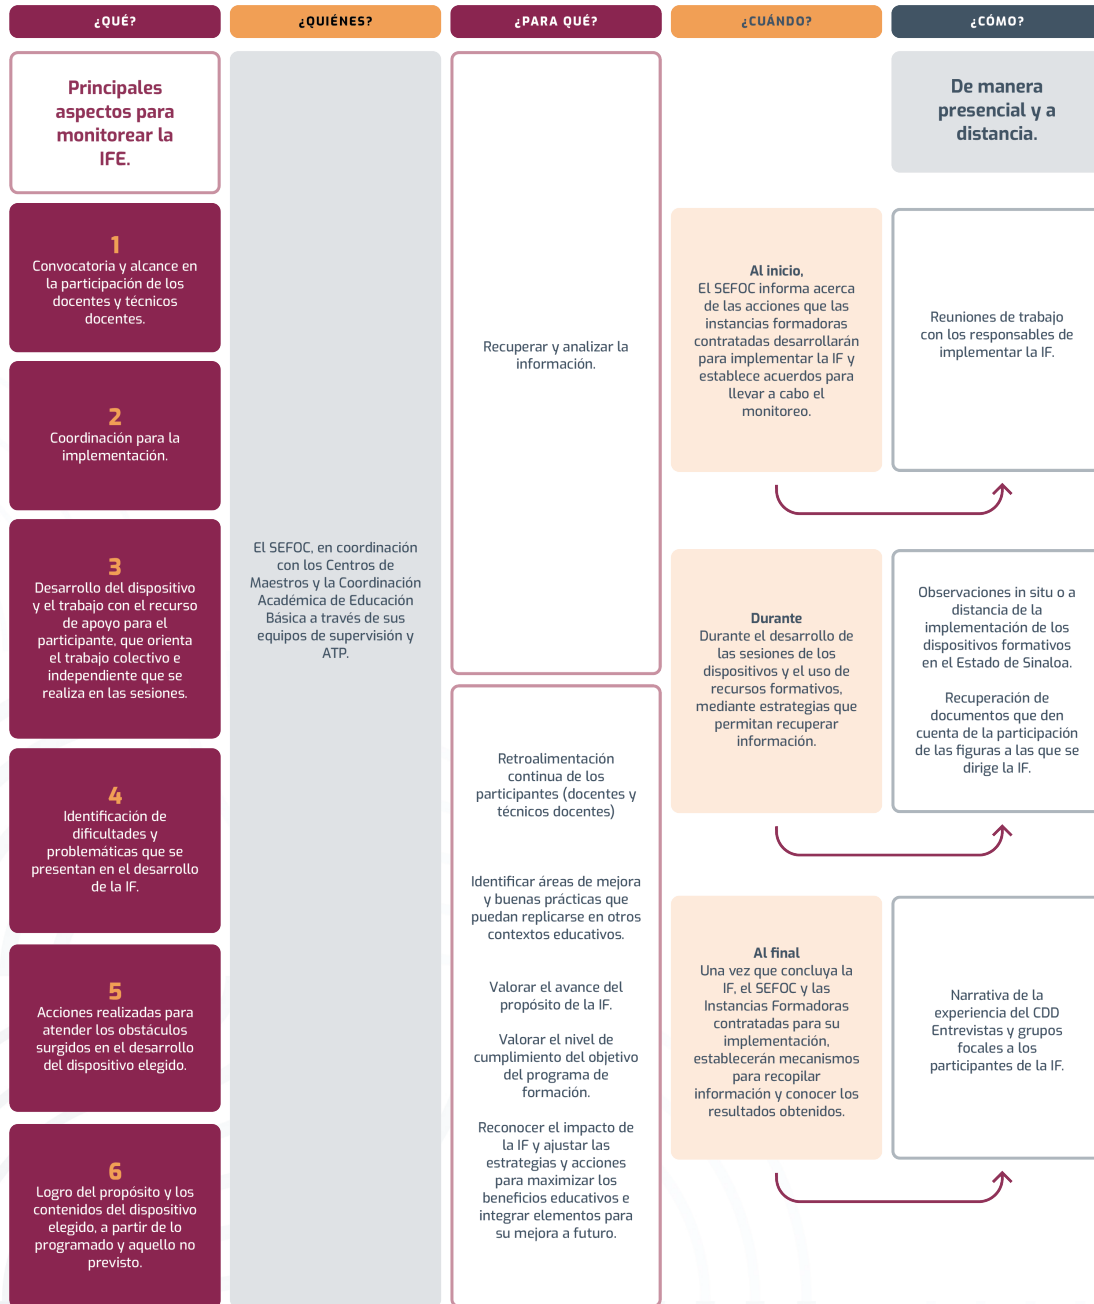 ¿QUÉ?
¿QUIÉNES?
¿PARA QUÉ?
¿CUÁNDO?
¿CÓMO?
Principales
aspectos para
monitorear la
IFE.
1
Convocatoria y alcance en
la participación de los
docentes y técnicos
docentes.
2
Coordinación para la
implementación.
3
Desarrollo del dispositivo
y el trabajo con el recurso
de apoyo para el
participante, que orienta
el trabajo colectivo e
independiente que se
realiza en las sesiones.
4
Identificación de
dificultades y
problemáticas que se
presentan en el desarrollo
de la IF.
5
Acciones realizadas para
atender los obstáculos
surgidos en el desarrollo
del dispositivo elegido.
6
Logro del propósito y los
contenidos del dispositivo
elegido, a partir de lo
programado y aquello no
previsto.
El SEFOC, en coordinación
con los Centros de
Maestros y la Coordinación
Académica de Educación
Básica a través de sus
equipos de supervisión y
ATP.
Recuperar y analizar la
información.
Retroalimentación
continua de los
participantes (docentes y
técnicos docentes)
Identificar áreas de mejora
y buenas prácticas que
puedan replicarse en otros
contextos educativos.
Valorar el avance del
propósito de la IF.
Valorar el nivel de
cumplimiento del objetivo
del programa de
formación.
Reconocer el impacto de
la IF y ajustar las
estrategias y acciones
para maximizar los
beneficios educativos e
integrar elementos para
su mejora a futuro.
Al inicio,
El SEFOC informa acerca
de las acciones que las
instancias formadoras
contratadas desarrollarán
para implementar la IF y
establece acuerdos para
llevar a cabo el
monitoreo.
Durante
Durante el desarrollo de
las sesiones de los
dispositivos y el uso de
recursos formativos,
mediante estrategias que
permitan recuperar
información.
Al final
Una vez que concluya la
IF, el SEFOC y las
Instancias Formadoras
contratadas para su
implementación,
establecerán mecanismos
para recopilar
información y conocer los
resultados obtenidos.
De manera
presencial y a
distancia.
Reuniones de trabajo
con los responsables de
implementar la IF.
Observaciones in situ o a
distancia de la
implementación de los
dispositivos formativos
en el Estado de Sinaloa.
Recuperación de
documentos que den
cuenta de la participación
de las figuras a las que se
dirige la IF.
Narrativa de la
experiencia del CDD
Entrevistas y grupos
focales a los
participantes de la IF.